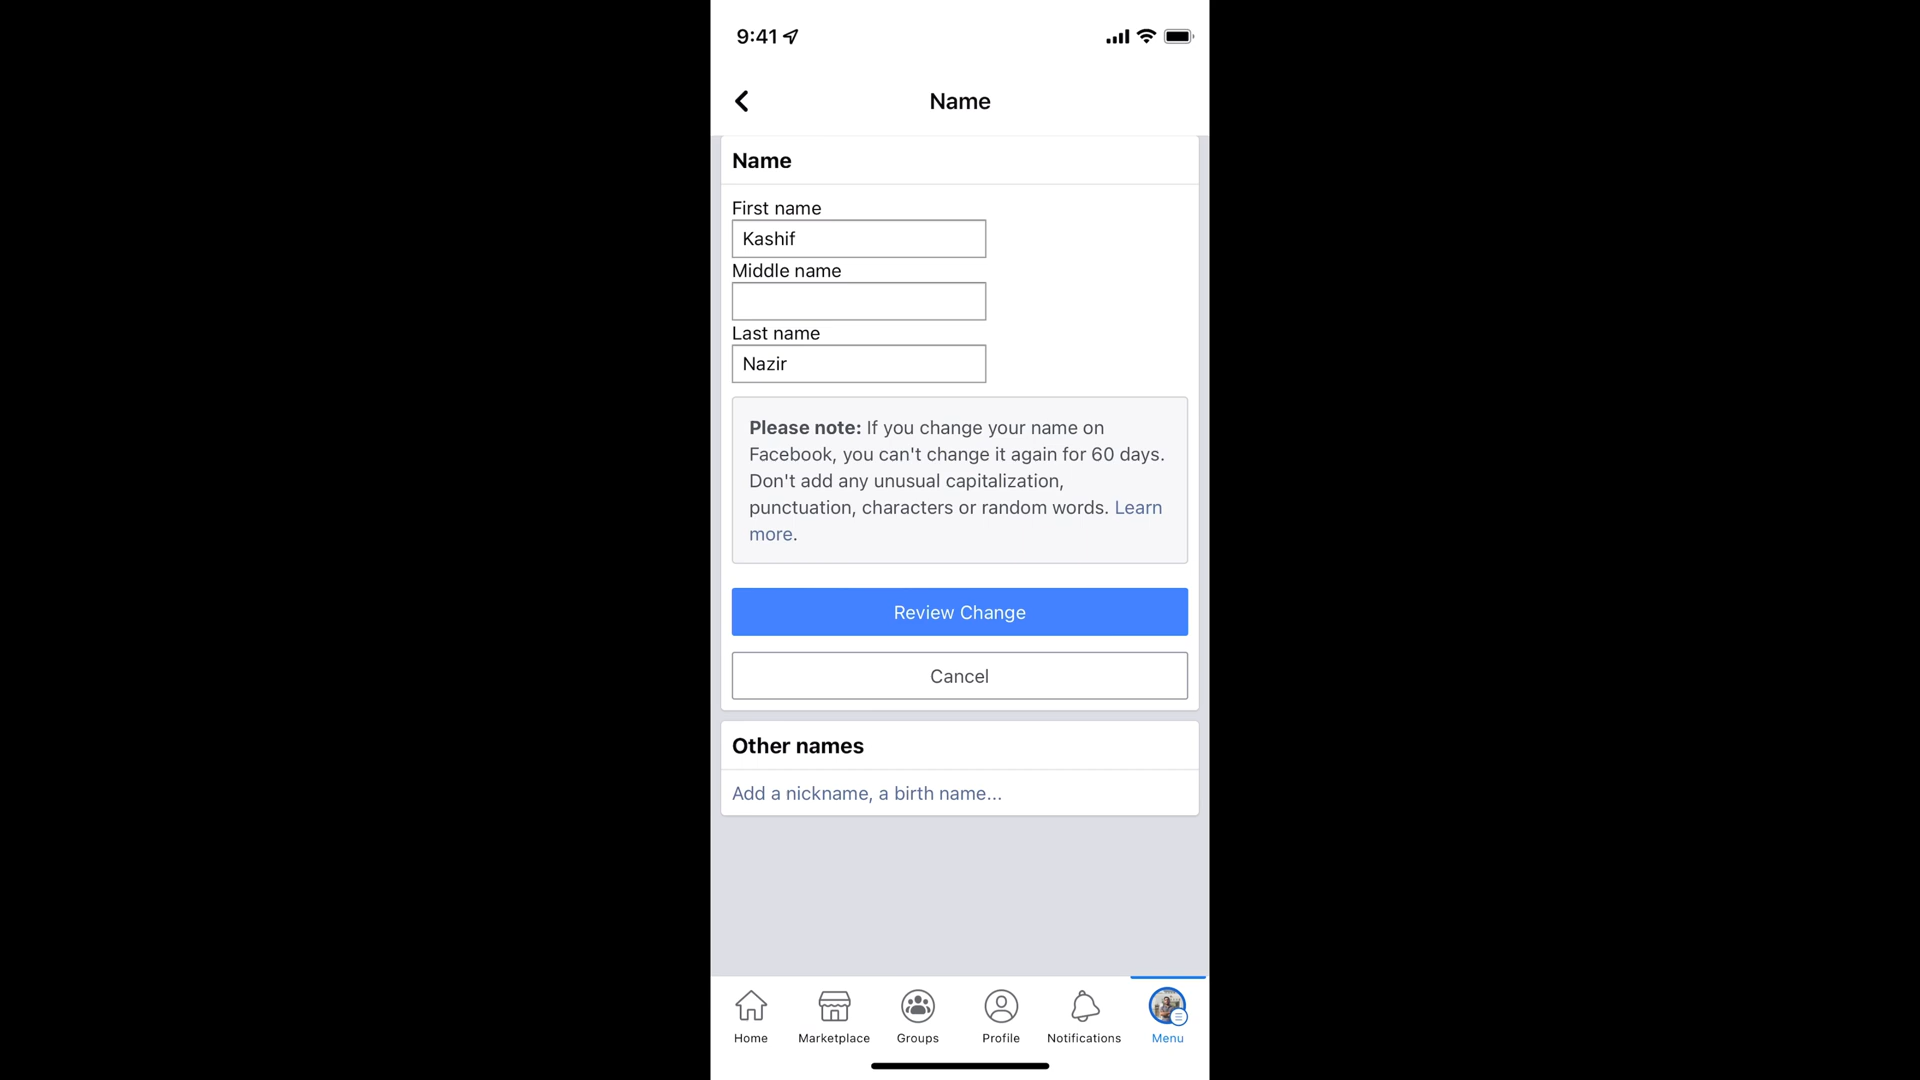 9:41
Name
Name
First name
Kashif
Middle name
Last name
Nazir
Please note: If you change your name on
Facebook, you can't change it again for 60 days.
Don't add any unusual capitalization,
punctuation, characters or random words. Learn
more.
Review Change
Cancel
Other names
Add a nickname, a birth name...
Home Marketplace Groups Profile Notifications Menu